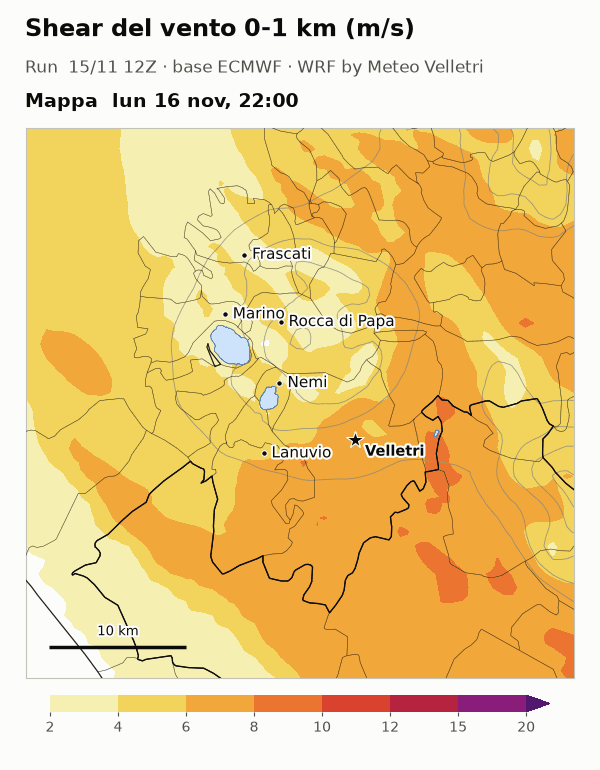 Shear del vento 0-1 km (m/s)
Run  15/11 12Z · base ECMWF · WRF by Meteo Velletri
Mappa  lun 16 nov, 22:00
Frascati
Marino
Rocca di Papa
Nemi
Velletri
Lanuvio
10 km
2 4 6 8 10 12 15 20